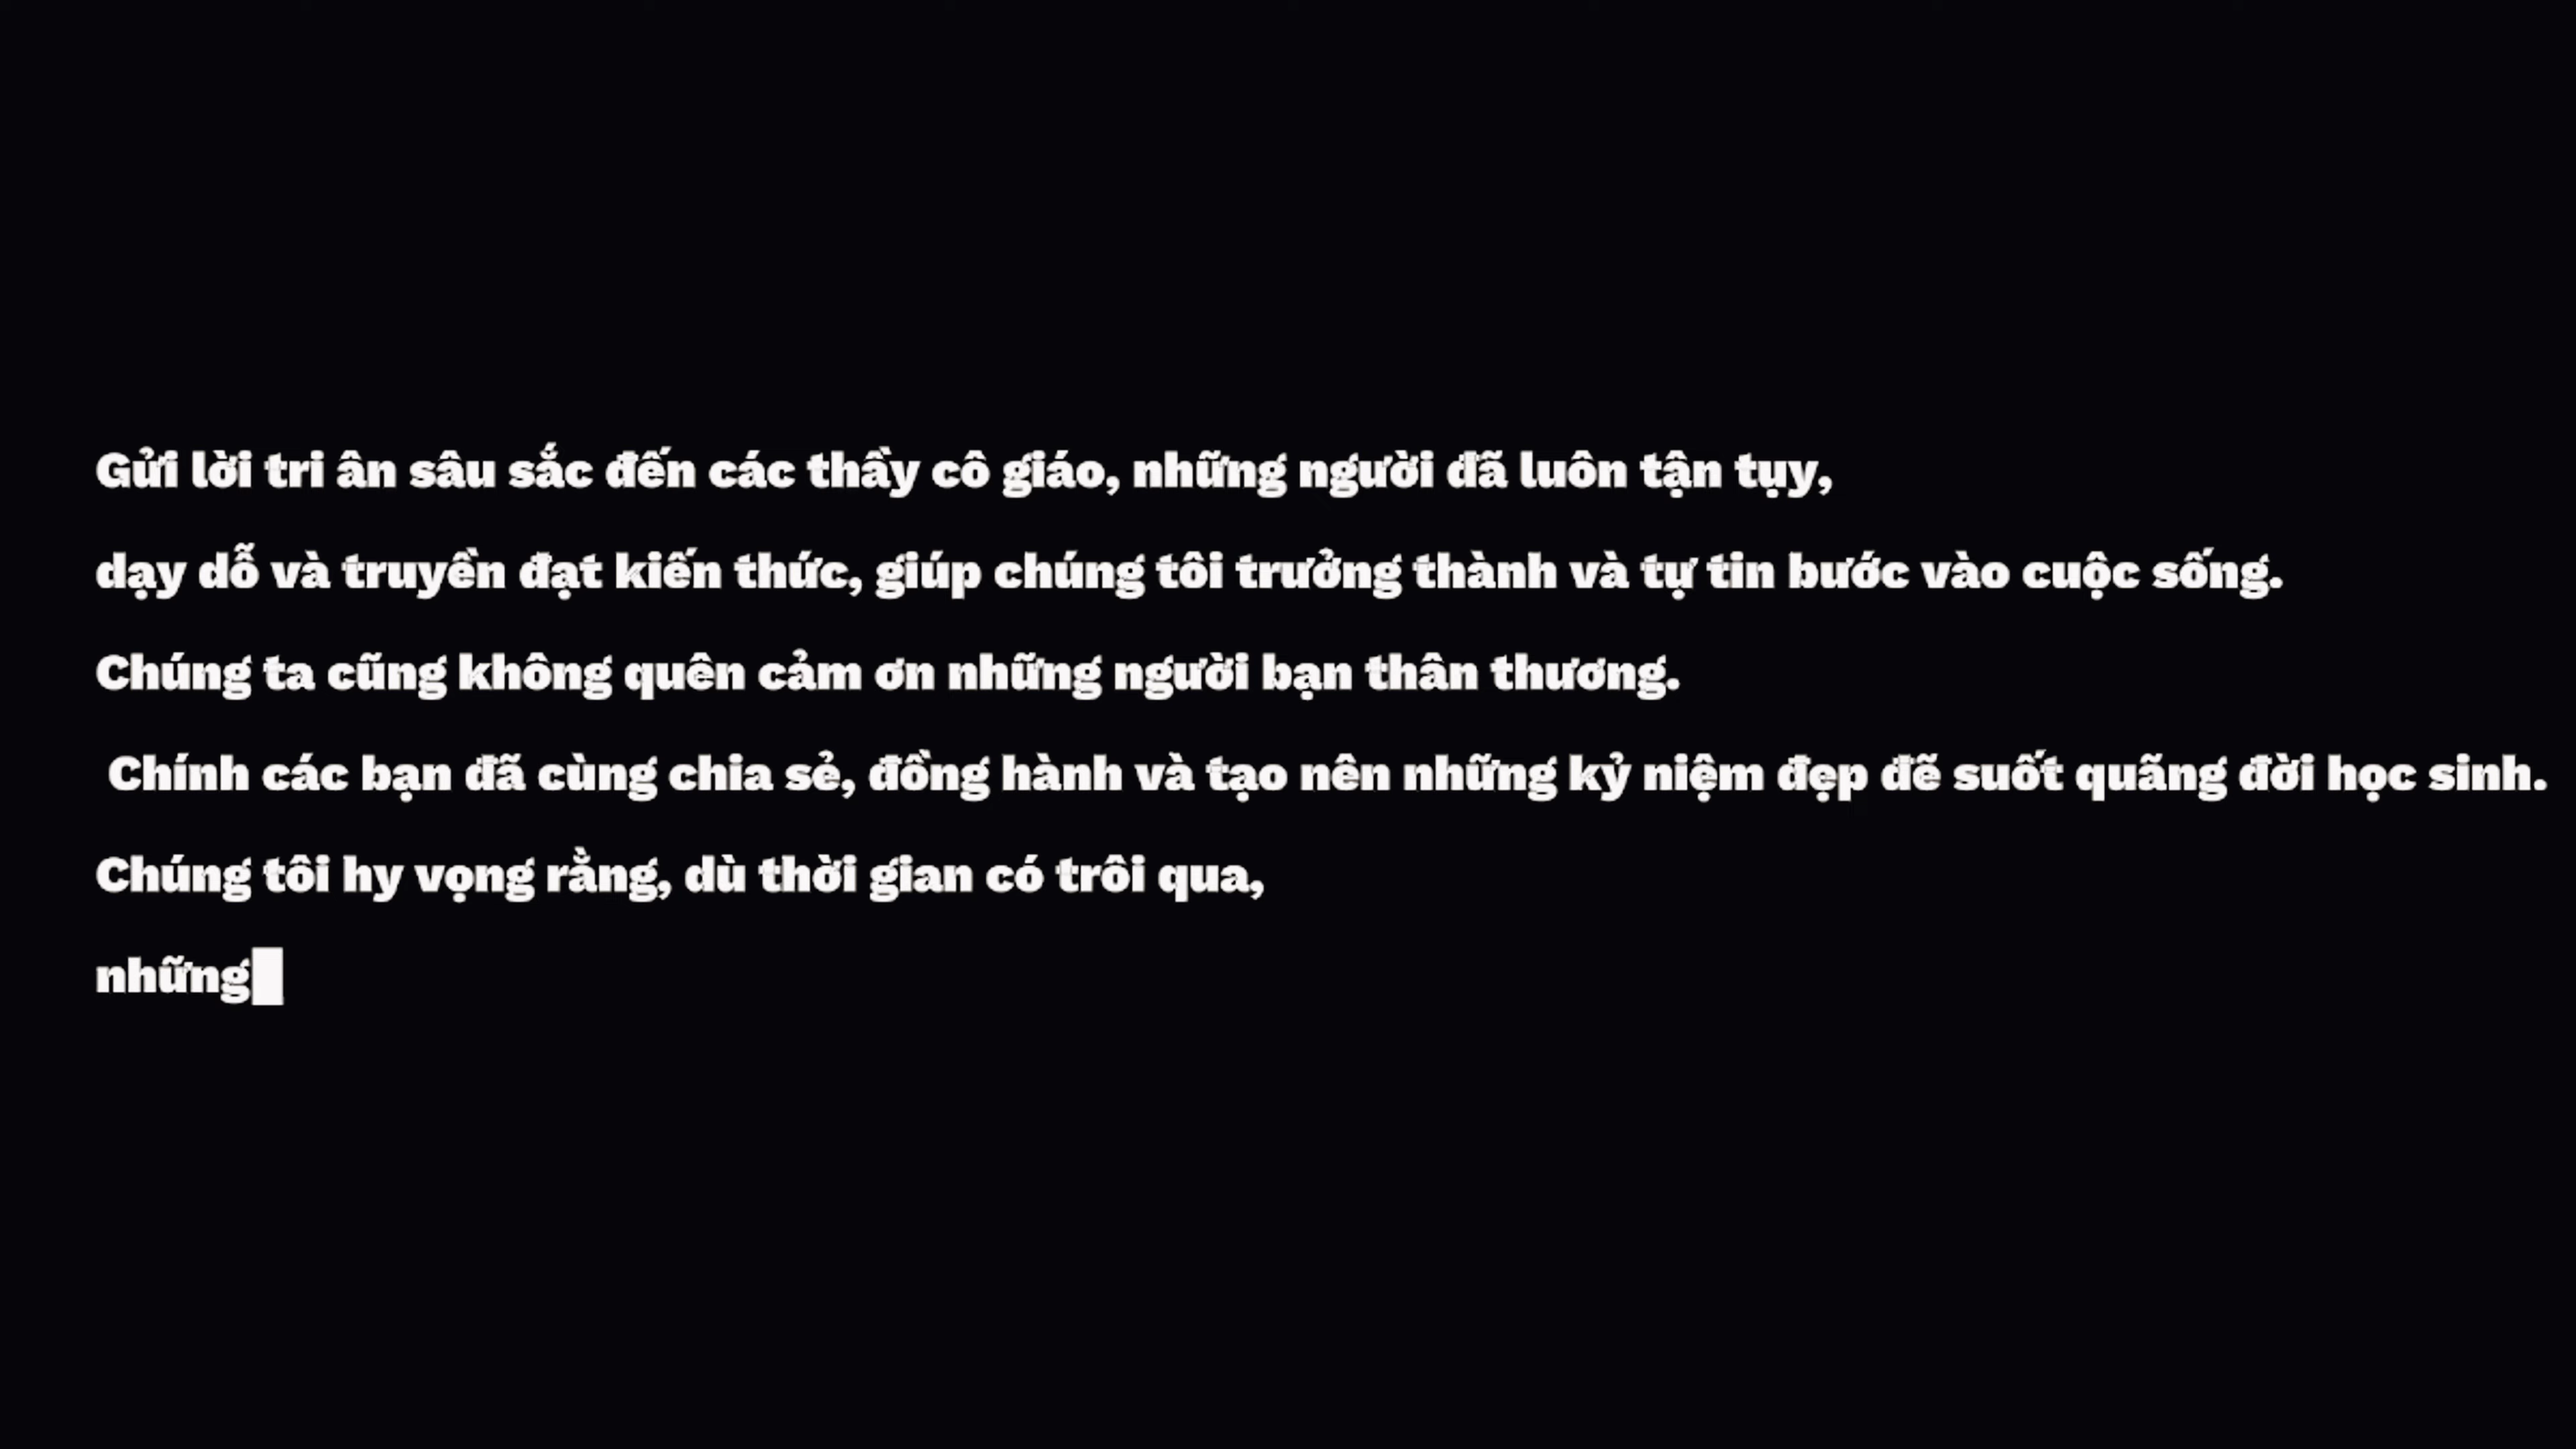 Gửi lời tri ân sâu sắc đến các thầy cô giáo, những người đã luôn tận tụy,
dạy dỗ và truyền đạt kiến thức, giúp chúng tôi trưởng thành và tự tin bước vào cuộc sống.
Chúng ta cũng không quên cảm ơn những người bạn thân thương.
Chính các bạn đã cùng chia sẻ, đồng hành và tạo nên những kỷ niệm đẹp đẽ suốt quãng đời học sinh.
Chúng tôi hy vọng rằng, dù thời gian có trôi qua,
những